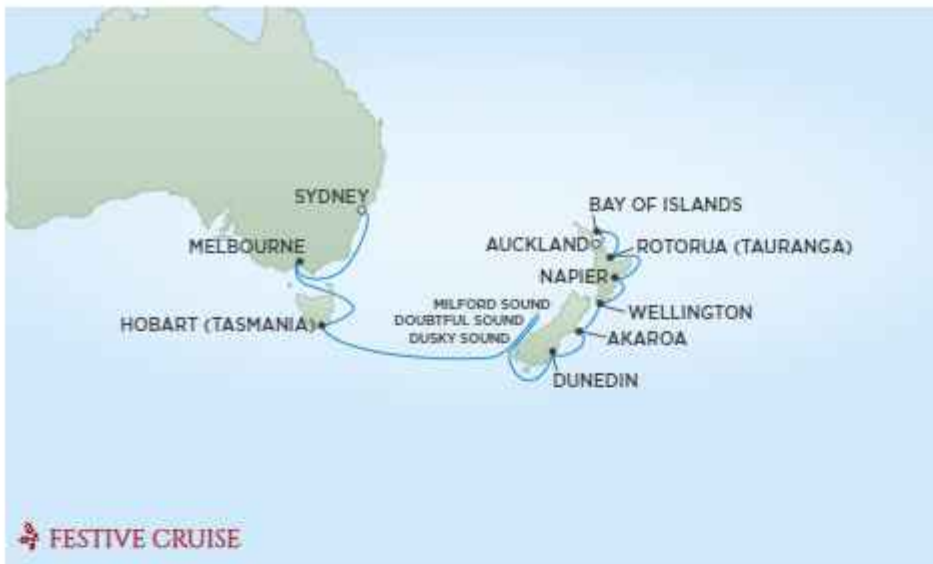 SYDNEY
BAY OF ISLANDS
AUCKLAND
ROTORUA (TAURANGA)
MELBOURNE
NAPIER
MILFORD SOUND
WELLINGTON
DOUBTFUL SOUND
HOBART (TASMANIA)
DUSKY SOUND
AKAROA
DUNEDIN
FESTIVE CRUISE